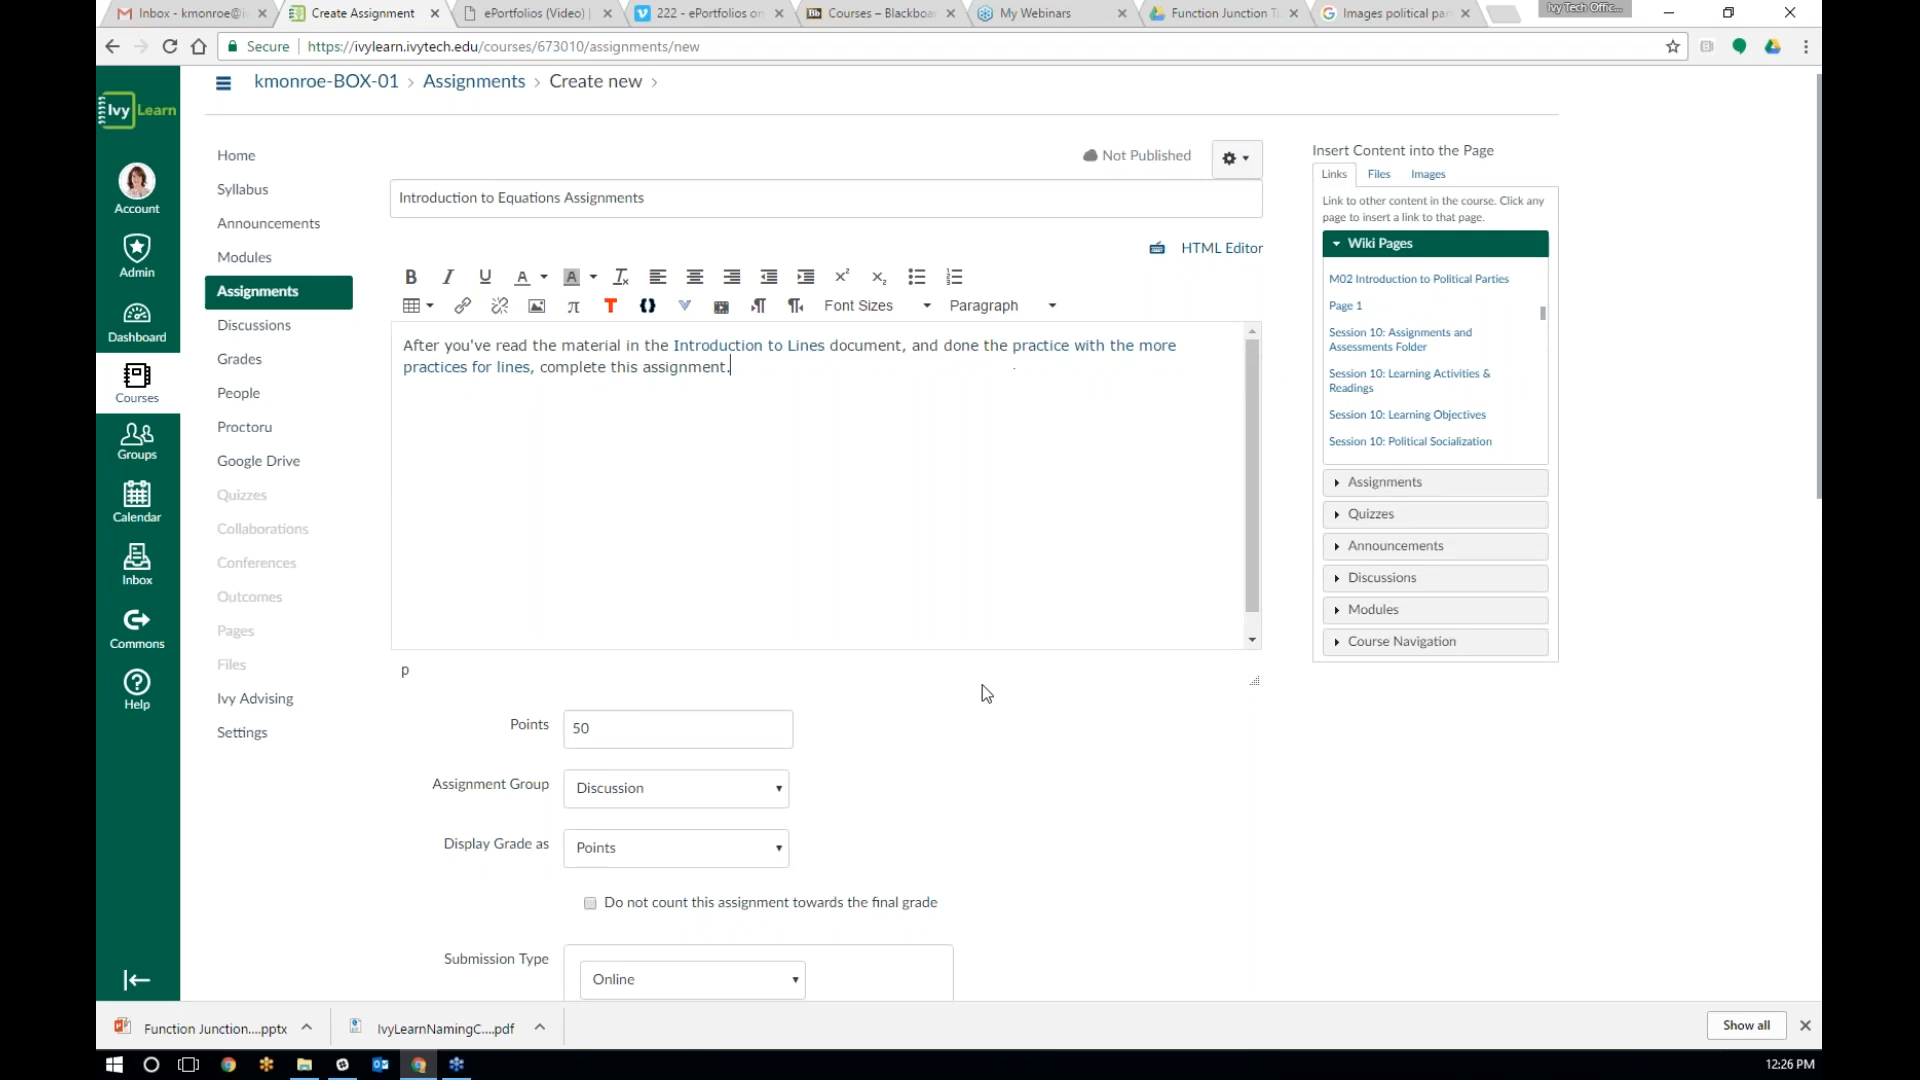 Inbox - kmonroe@i
Create Assignment
ePortfolios (Video) |
222 - ePortfolios on
Courses – Blackboar
My Webinars
Function Junction T
Images political par
Ivy Tech Offic...
Secure
https://ivylearn.ivytech.edu/courses/673010/assignments/new
Ivy Learn
Account
Admin
Dashboard
Courses
Groups
Calendar
Inbox
Commons
Help
kmonroe-BOX-01 › Assignments › Create new ›
Home
Syllabus
Announcements
Modules
Assignments
Discussions
Grades
People
Proctoru
Google Drive
Quizzes
Collaborations
Conferences
Outcomes
Pages
Files
Ivy Advising
Settings
Not Published
Introduction to Equations Assignments
HTML Editor
Font Sizes
Paragraph
After you've read the material in the Introduction to Lines document, and done the practice with the more
practices for lines, complete this assignment.
p
Points
50
Assignment Group
Discussion
Display Grade as
Points
Do not count this assignment towards the final grade
Submission Type
Online
Insert Content into the Page
Links
Files
Images
Link to other content in the course. Click any
page to insert a link to that page.
Wiki Pages
M02 Introduction to Political Parties
Page 1
Session 10: Assignments and
Assessments Folder
Session 10: Learning Activities &
Readings
Session 10: Learning Objectives
Session 10: Political Socialization
Assignments
Quizzes
Announcements
Discussions
Modules
Course Navigation
Function Junction....pptx
IvyLearnNamingC....pdf
Show all
12:26 PM